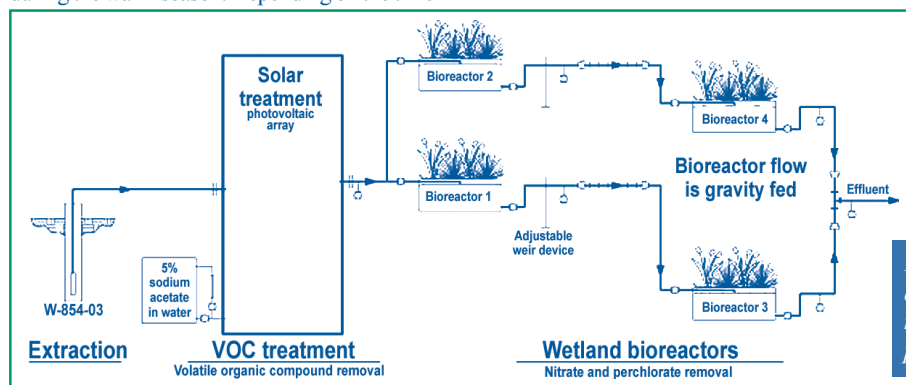 Solar
treatment
photovoltaic
array
Bioreactor 2
Bioreactor 4
Bioreactor 1
Bioreactor flow
is gravity fed
Effluent
Adjustable
weir device
5%
sodium
acetate
in water
W-854-03
Bioreactor 3
Extraction
VOC treatment
Volatile organic compound removal
Wetland bioreactors
Nitrate and perchlorate removal